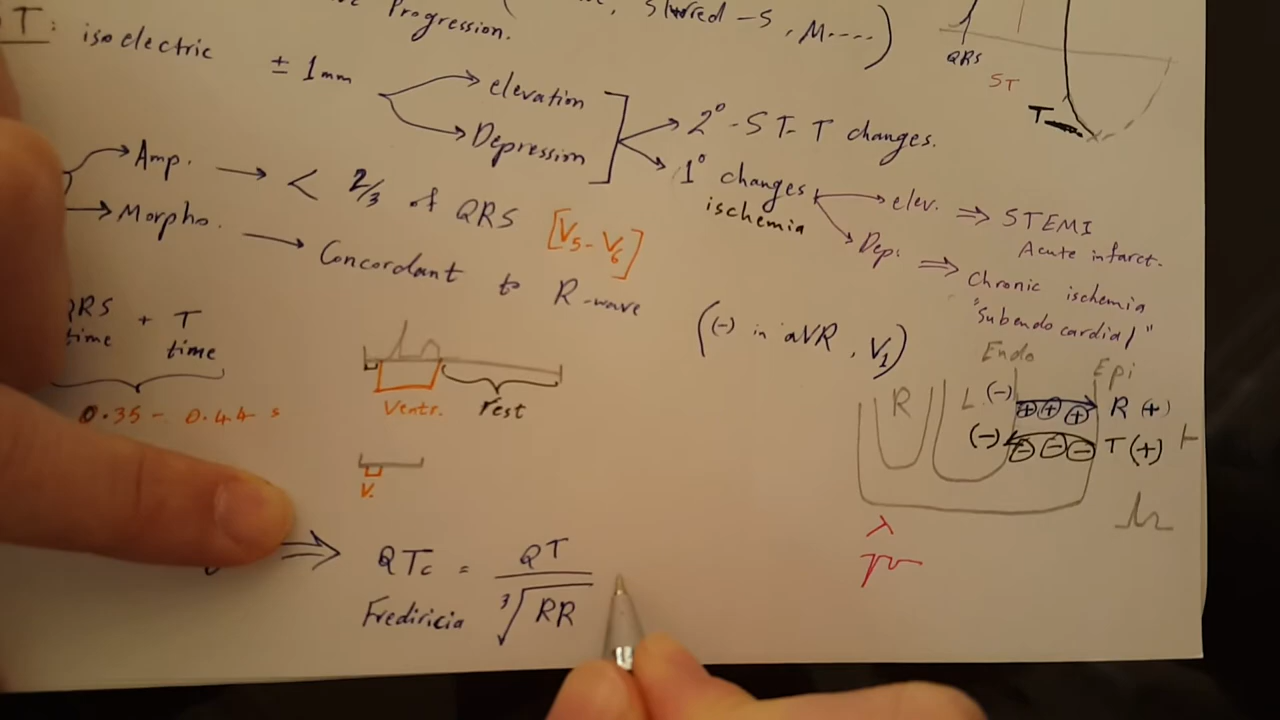 Progression.
Slurred -S, M....)
QRS
ST
T
T: isoelectric ± 1mm
elevation
Depression
2° -ST- T changes.
1° changes
ischemia
elev. ⇒ STEMI
Acute infarct.
Dep. ⇒ Chronic ischemia
"Subendocardial"
Amp. → < 2/3 of QRS [V5 - V6]
Morpho. → Concordant to R-wave
((-) in aVR, V1)
QRS time + T time
0.35 - 0.44 s
Ventr. rest
V.
Endo Epi
R L (-) + + + R (+)
(-) - - - T (+)
⇒ QTc = QT / ³√RR
Frediricia